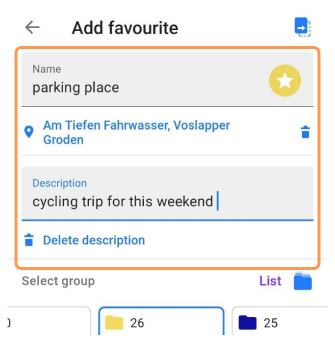 Add favourite
Name
parking place
Am Tiefen Fahrwasser, Voslapper
Groden
Description
cycling trip for this weekend
Delete description
Select group
List
26
25